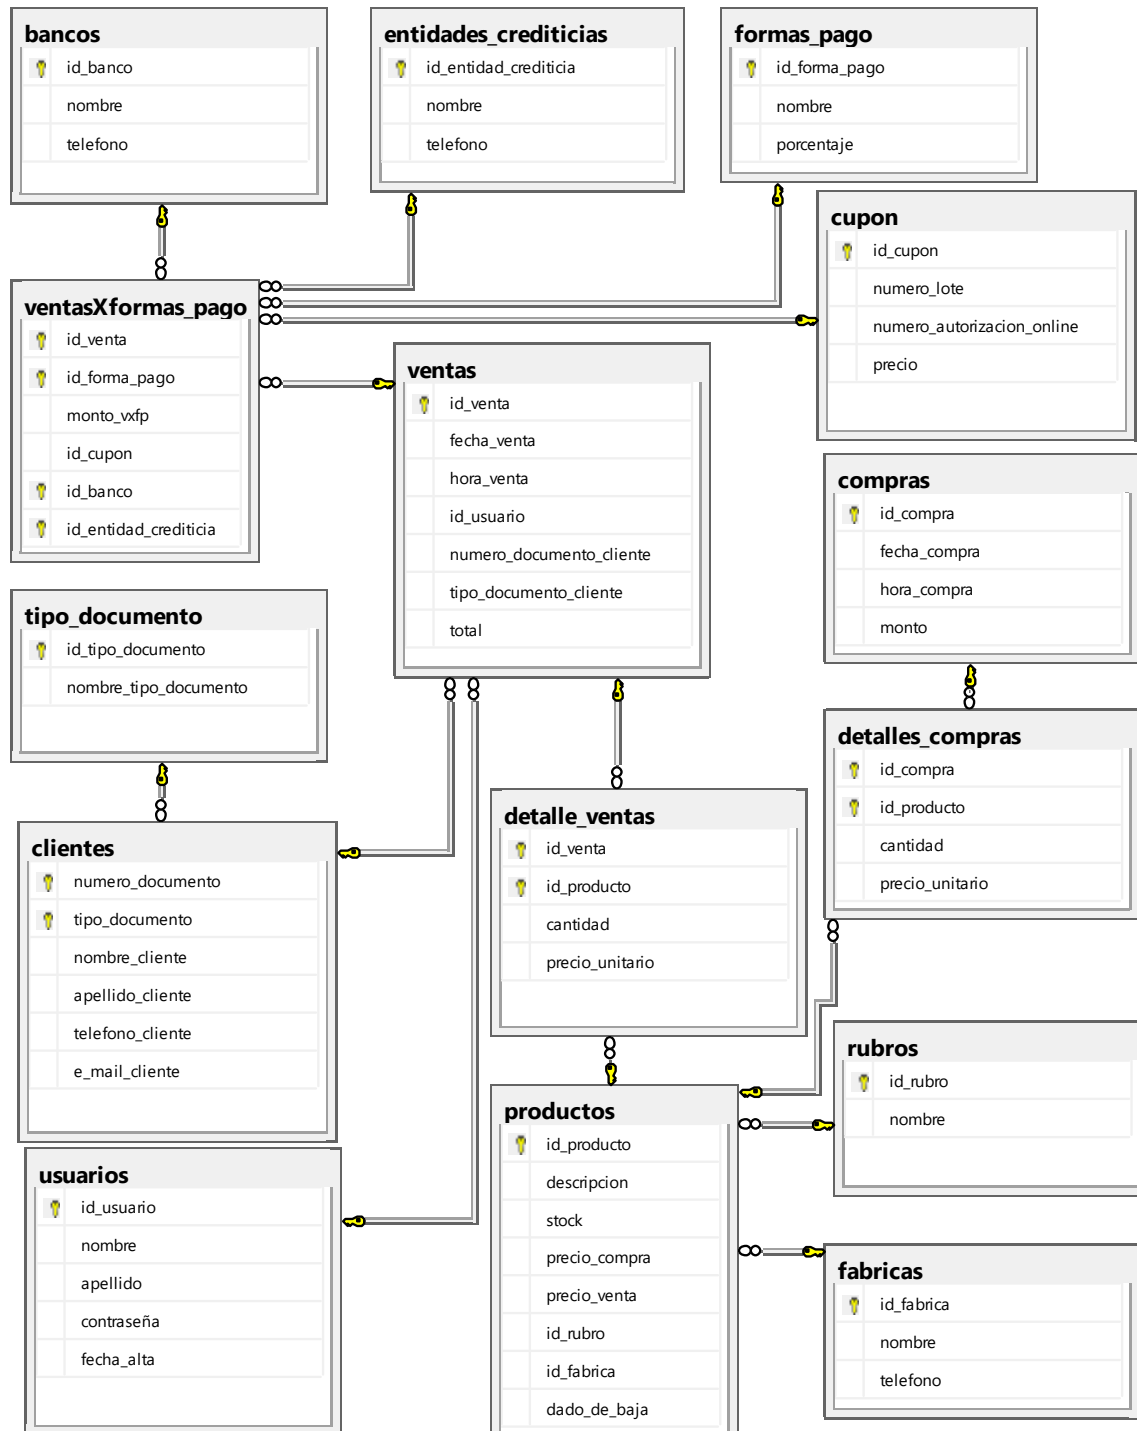 bancos
id_banco
nombre
telefono
entidades_crediticias
id_entidad_crediticia
nombre
telefono
formas_pago
id_forma_pago
nombre
porcentaje
cupon
id_cupon
numero_lote
numero_autorizacion_online
precio
ventasXformas_pago
id_venta
id_forma_pago
monto_vxfp
id_cupon
id_banco
id_entidad_crediticia
ventas
id_venta
fecha_venta
hora_venta
id_usuario
numero_documento_cliente
tipo_documento_cliente
total
compras
id_compra
fecha_compra
hora_compra
monto
tipo_documento
id_tipo_documento
nombre_tipo_documento
detalles_compras
id_compra
id_producto
cantidad
precio_unitario
clientes
numero_documento
tipo_documento
nombre_cliente
apellido_cliente
telefono_cliente
e_mail_cliente
detalle_ventas
id_venta
id_producto
cantidad
precio_unitario
rubros
id_rubro
nombre
usuarios
id_usuario
nombre
apellido
contraseña
fecha_alta
productos
id_producto
descripcion
stock
precio_compra
precio_venta
id_rubro
id_fabrica
dado_de_baja
fabricas
id_fabrica
nombre
telefono